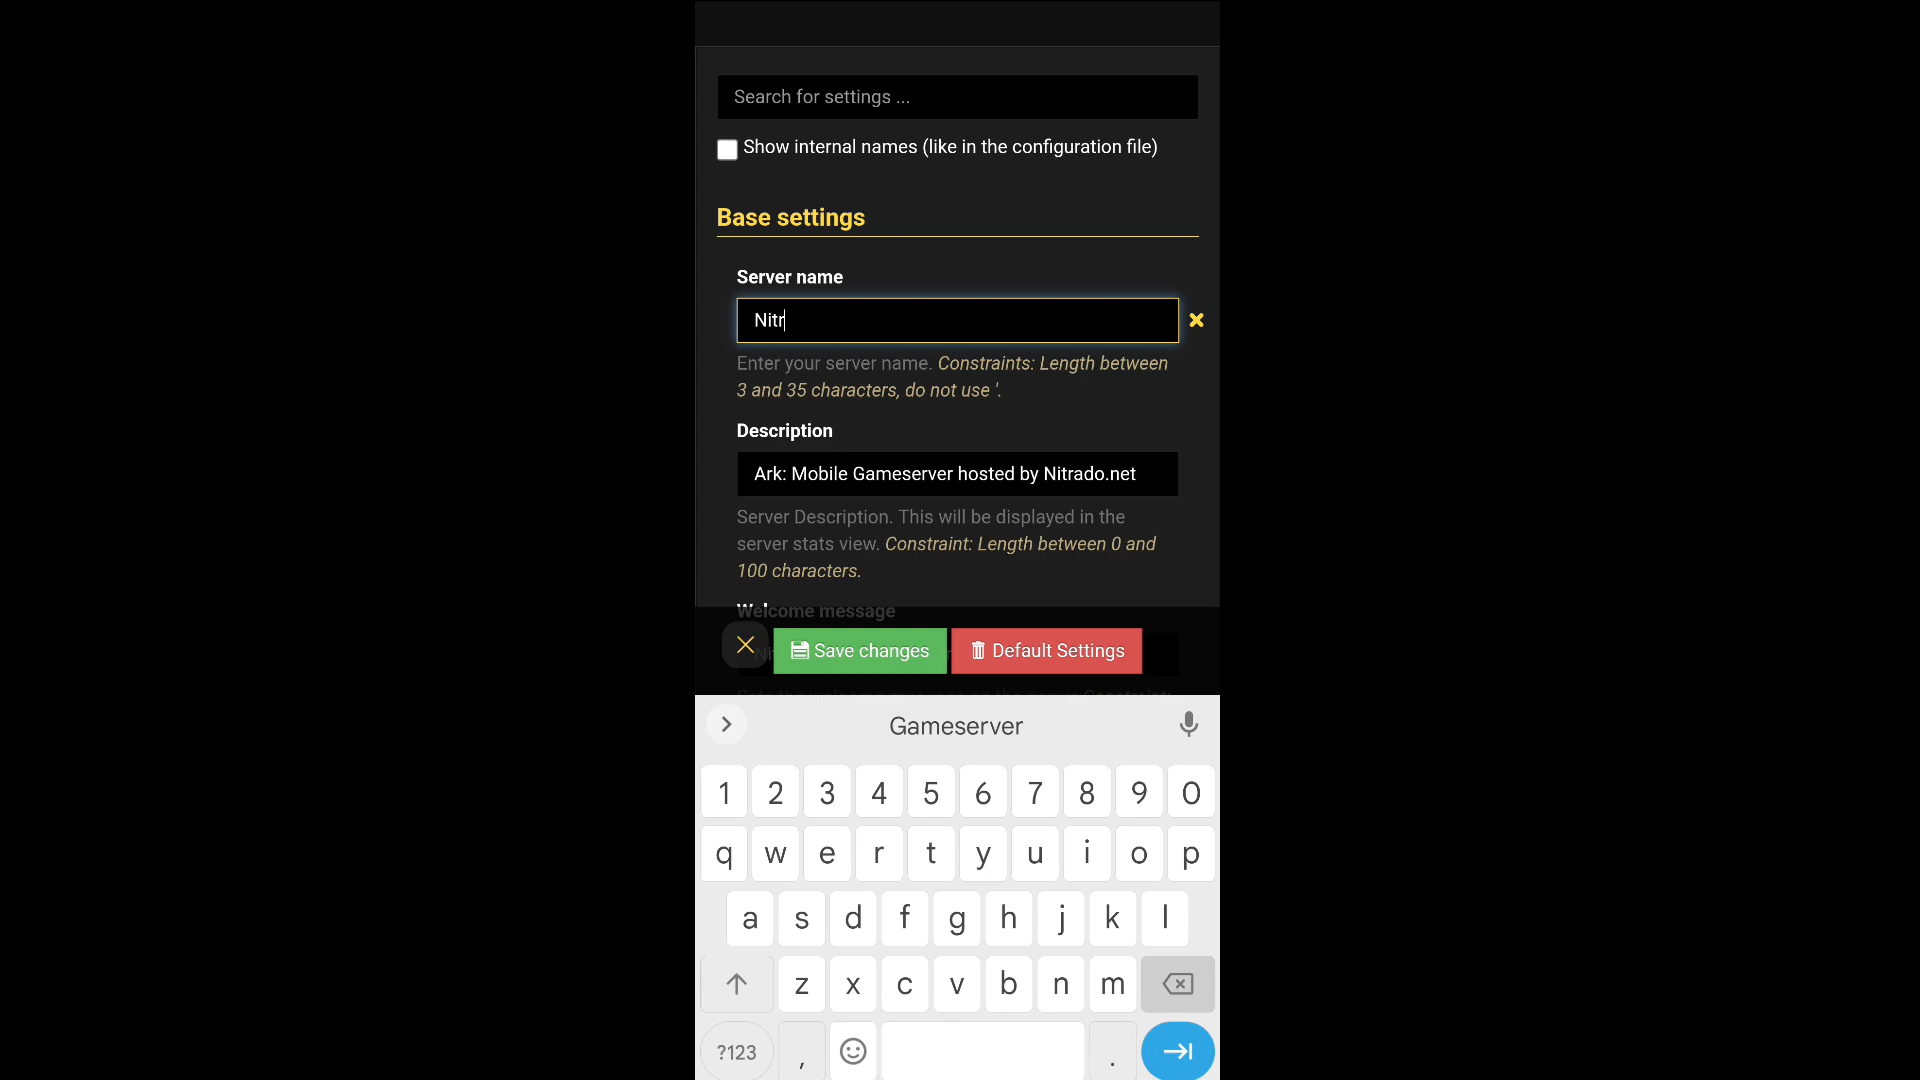 Search for settings ...
Show internal names (like in the configuration file)
Base settings
Server name
Nitr
Enter your server name. Constraints: Length between
3 and 35 characters, do not use '.
Description
Ark: Mobile Gameserver hosted by Nitrado.net
Server Description. This will be displayed in the
server stats view. Constraint: Length between 0 and
100 characters.
Welcome message
Save changes Default Settings
Gameserver
1 2 3 4 5 6 7 8 9 0
q w e r t y u i o p
a s d f g h j k l
z x c v b n m
?123 , .